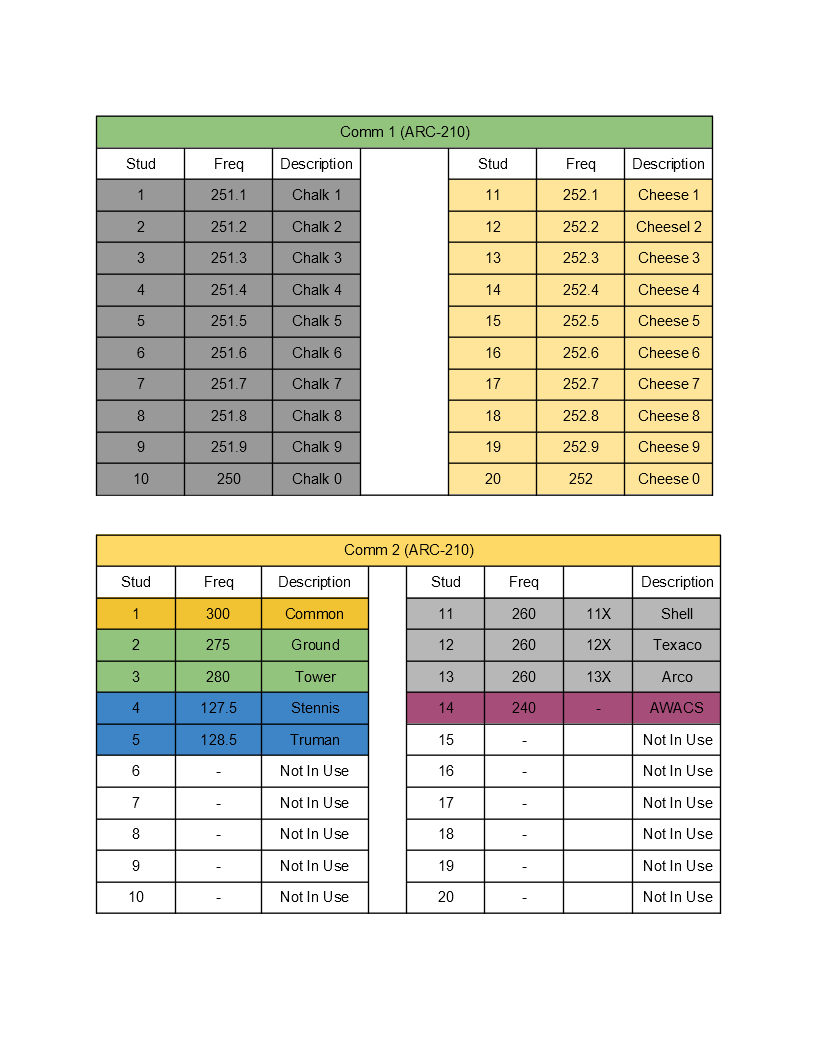 Comm 1 (ARC-210)
Stud Freq Description Stud Freq Description
1 251.1 Chalk 1 11 252.1 Cheese 1
2 251.2 Chalk 2 12 252.2 Cheesel 2
3 251.3 Chalk 3 13 252.3 Cheese 3
4 251.4 Chalk 4 14 252.4 Cheese 4
5 251.5 Chalk 5 15 252.5 Cheese 5
6 251.6 Chalk 6 16 252.6 Cheese 6
7 251.7 Chalk 7 17 252.7 Cheese 7
8 251.8 Chalk 8 18 252.8 Cheese 8
9 251.9 Chalk 9 19 252.9 Cheese 9
10 250 Chalk 0 20 252 Cheese 0
Comm 2 (ARC-210)
Stud Freq Description Stud Freq Description
1 300 Common 11 260 11X Shell
2 275 Ground 12 260 12X Texaco
3 280 Tower 13 260 13X Arco
4 127.5 Stennis 14 240 - AWACS
5 128.5 Truman 15 - Not In Use
6 - Not In Use 16 - Not In Use
7 - Not In Use 17 - Not In Use
8 - Not In Use 18 - Not In Use
9 - Not In Use 19 - Not In Use
10 - Not In Use 20 - Not In Use